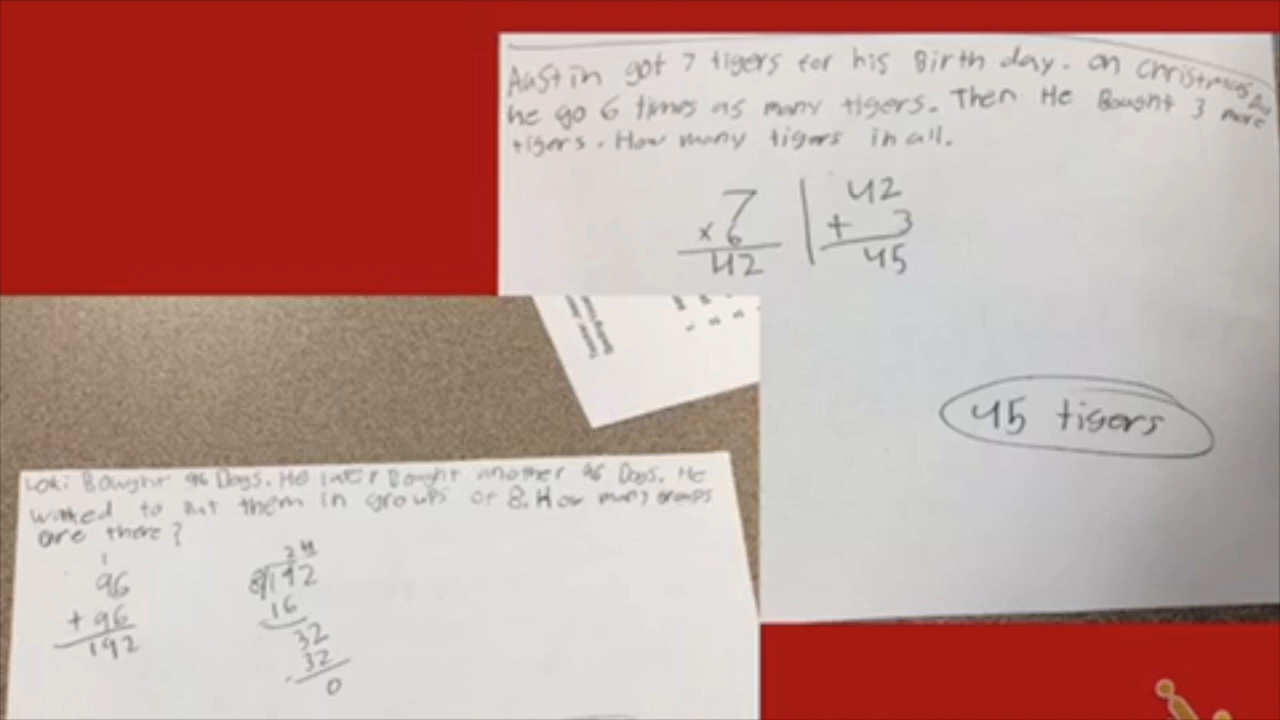 Austin got 7 tigers for his Birth day. On Christmas
he go 6 times as many tigers. Then He Bought 3 more
tigers. How many tigers in all.
7
× 6
42
42
+ 3
45
45 tigers
Loki Bought 96 Dogs. He later Bought another 96 Dogs. He
wanted to Put them in groups of 8. How many groups
are there?
1
96
+ 96
192
24
8)192
16
32
32
0